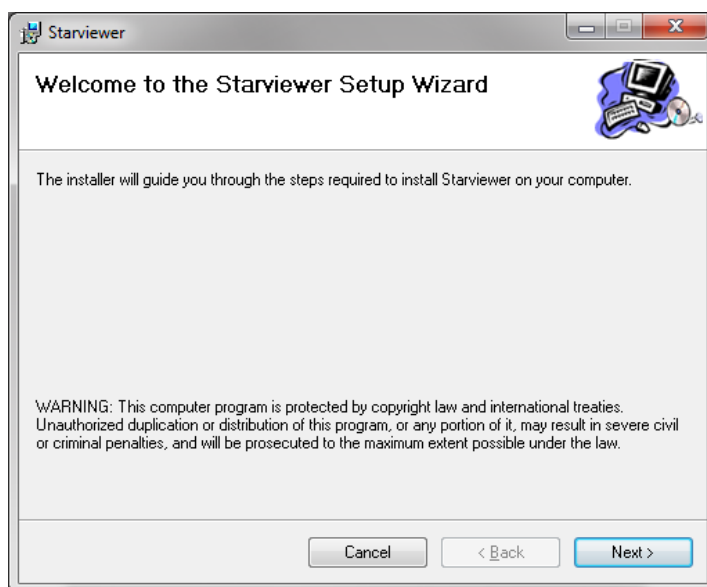 Starviewer
Welcome to the Starviewer Setup Wizard
The installer will guide you through the steps required to install Starviewer on your computer.
WARNING: This computer program is protected by copyright law and international treaties.
Unauthorized duplication or distribution of this program, or any portion of it, may result in severe civil
or criminal penalties, and will be prosecuted to the maximum extent possible under the law.
Cancel
< Back
Next >